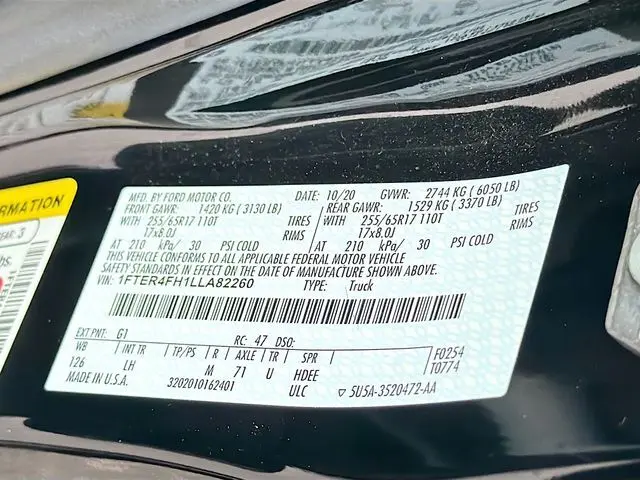 ORMATION
EAR: 3
MFD. BY FORD MOTOR CO. DATE: 10/20 GVWR: 2744 KG ( 6050 LB)
FRONT GAWR: 1420 KG ( 3130 LB) REAR GAWR: 1529 KG ( 3370 LB)
WITH 255/65R17 110T TIRES WITH 255/65R17 110T TIRES
17x8.0J RIMS 17x8.0J RIMS
AT 210 kPa/ 30 PSI COLD AT 210 kPa/ 30 PSI COLD
THIS VEHICLE CONFORMS TO ALL APPLICABLE FEDERAL MOTOR VEHICLE
SAFETY STANDARDS IN EFFECT ON THE DATE OF MANUFACTURE SHOWN ABOVE.
VIN: 1FTER4FH1LLA82260 TYPE: Truck
EXT PNT: G1 RC: 47 DSO:
WB INT TR TP/PS R AXLE TR SPR F0254
126 LH M 71 U HDEE T0774
MADE IN U.S.A. 3202010162401 ULC ▽ SU5A-3520472-AA